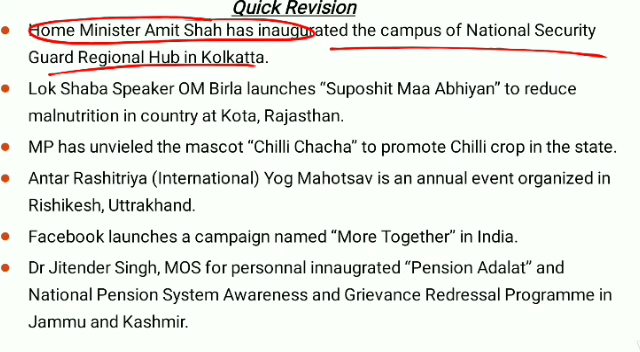 Quick Revision
Home Minister Amit Shah has inaugurated the campus of National Security
Guard Regional Hub in Kolkatta.
Lok Shaba Speaker OM Birla launches “Suposhit Maa Abhiyan” to reduce
malnutrition in country at Kota, Rajasthan.
MP has unvieled the mascot “Chilli Chacha” to promote Chilli crop in the state.
Antar Rashitriya (International) Yog Mahotsav is an annual event organized in
Rishikesh, Uttrakhand.
Facebook launches a campaign named “More Together” in India.
Dr Jitender Singh, MOS for personnal innaugrated “Pension Adalat” and
National Pension System Awareness and Grievance Redressal Programme in
Jammu and Kashmir.